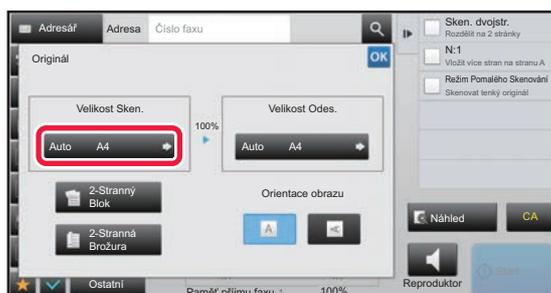 Adresář
Adresa
Číslo faxu
Originál
OK
Velikost Sken.
100%
Velikost Odes.
Auto A4
Auto A4
2-Stranný
Blok
2-Stranná
Brožura
Orientace obrazu
A
A
Ostatní
Paměť příjmu faxu :
100%
Sken. dvojstr.
Rozdělit na 2 stránky
N:1
Vložit více stran na stranu A
Režim Pomalého Skenování
Skenovat tenký originál
Náhled
CA
Reproduktor
Start